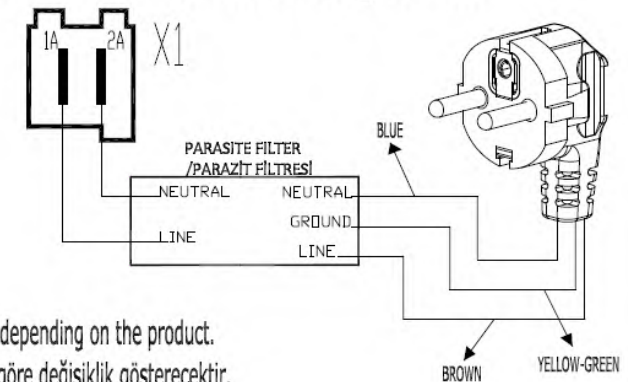 1A
2A
X1
PARASITE FILTER
/PARAZİT FİLTRESİ
BLUE
NEUTRAL
NEUTRAL
GROUND
LINE
LINE
depending on the product.
göre değişiklik gösterecektir.
BROWN
YELLOW-GREEN